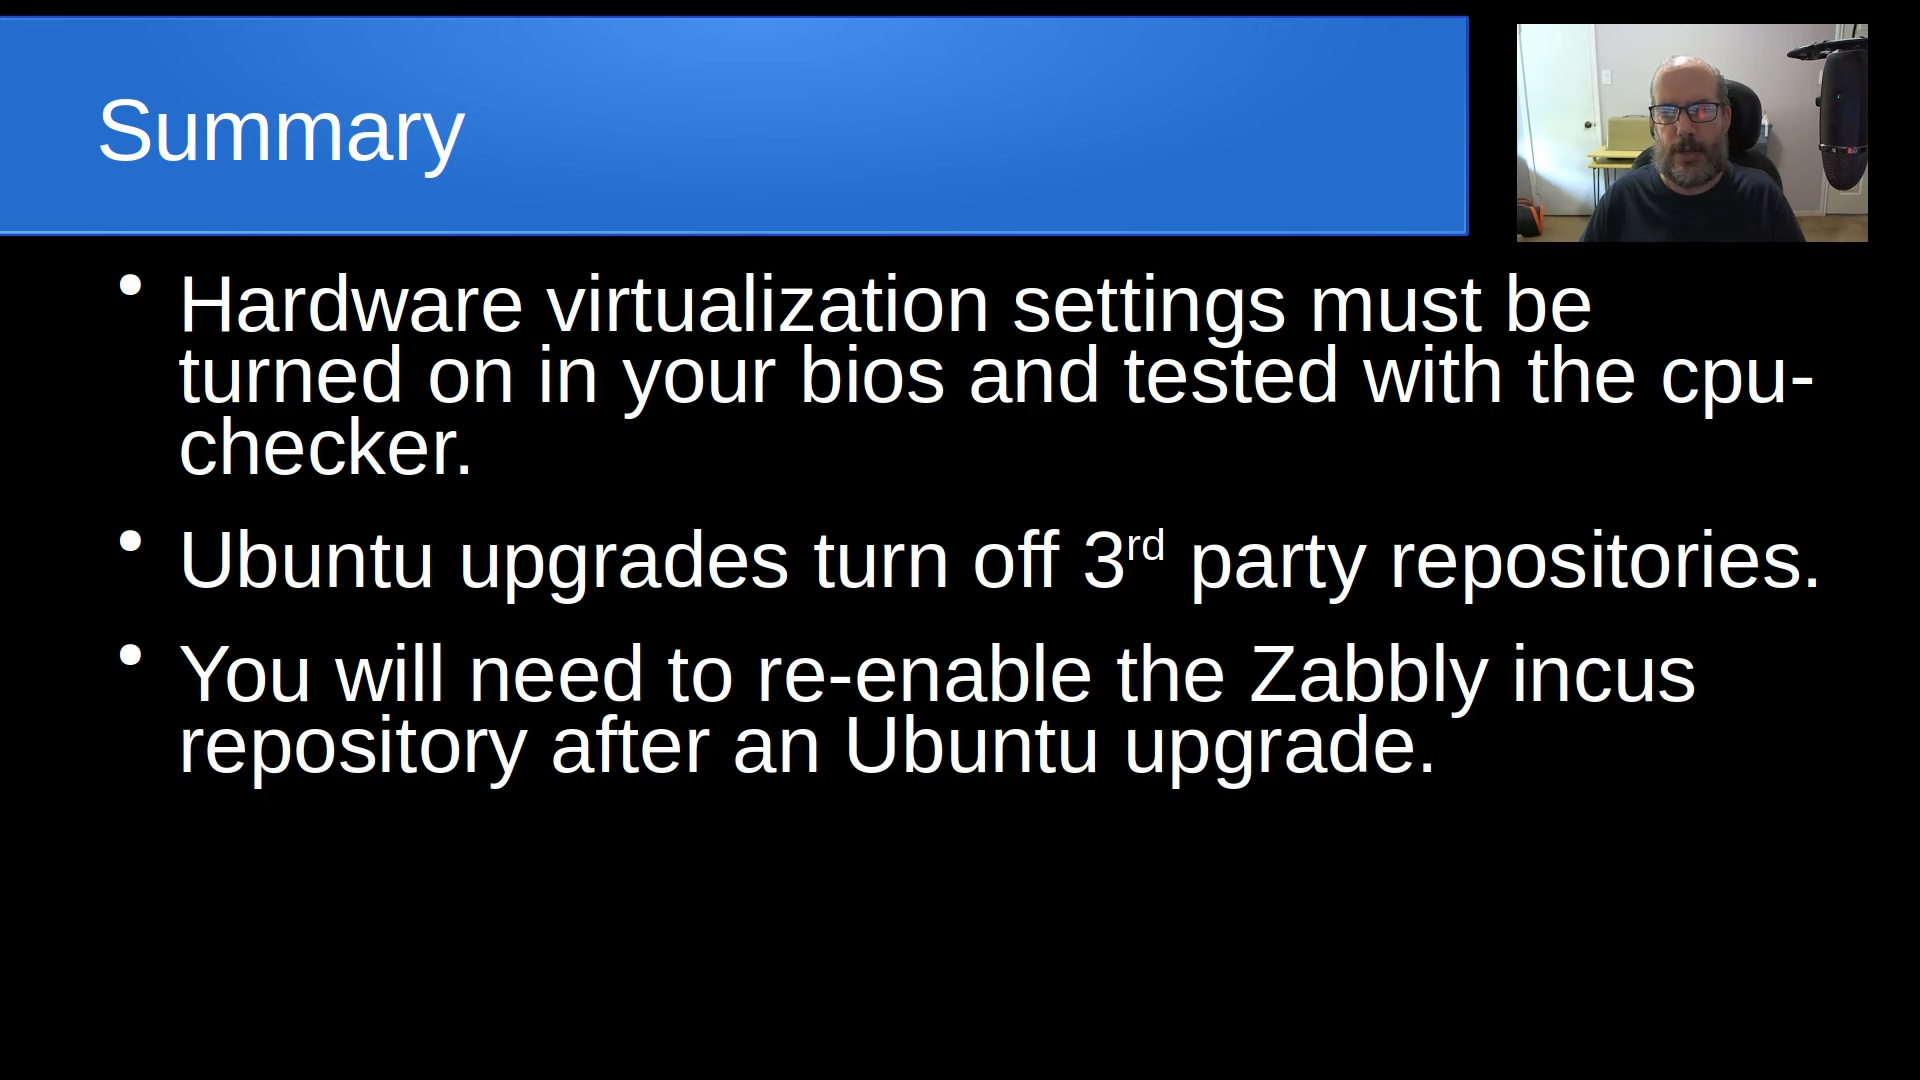 Summary
• Hardware virtualization settings must be
turned on in your bios and tested with the cpu-
checker.
• Ubuntu upgrades turn off 3rd party repositories.
• You will need to re-enable the Zabbly incus
repository after an Ubuntu upgrade.